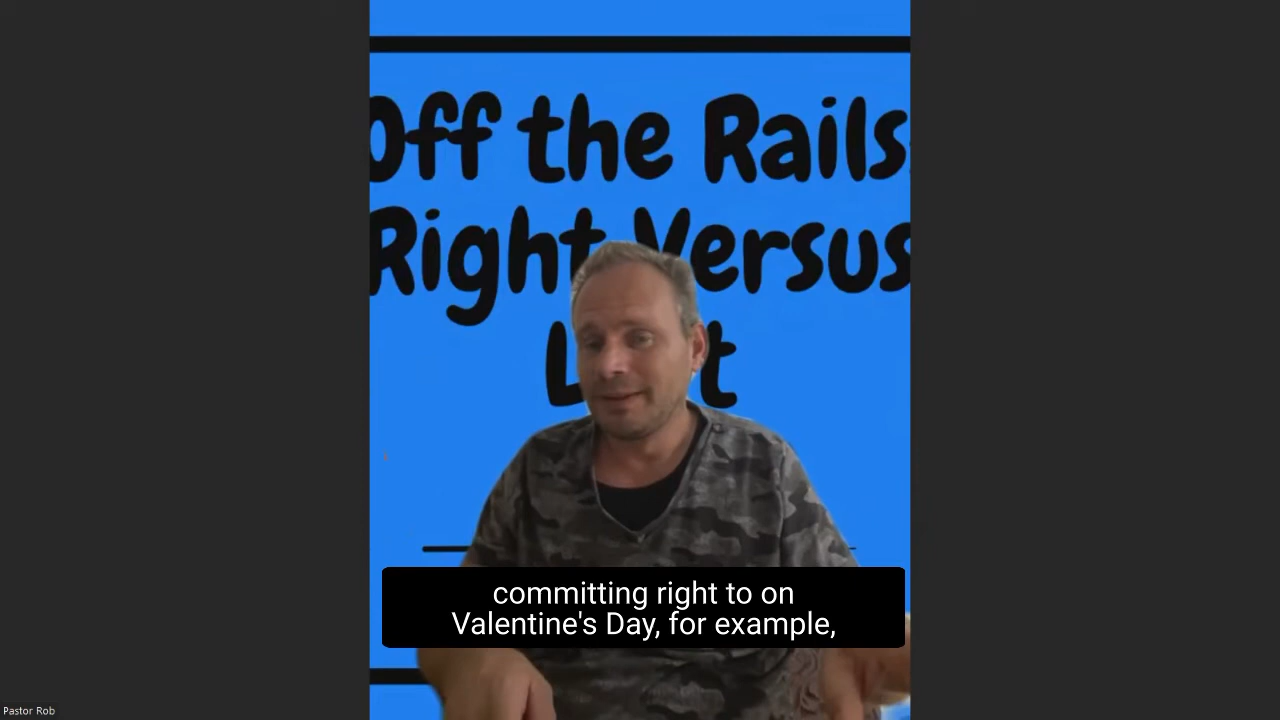 Off the Rails:
Right Versus
L t
committing right to on
Valentine's Day, for example,
Pastor Rob